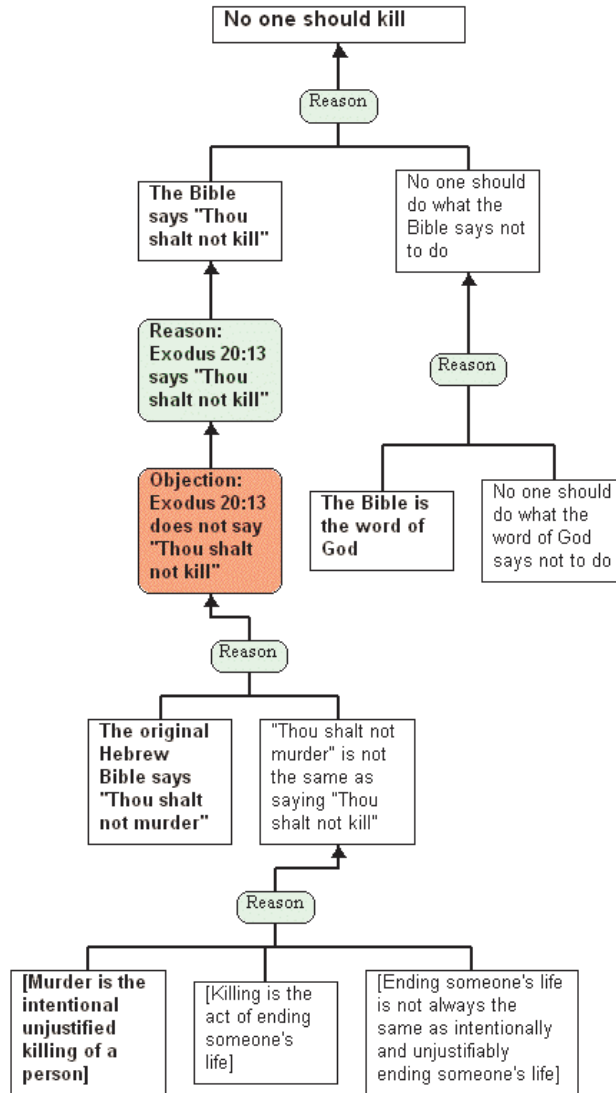 No one should kill
Reason
The Bible
says "Thou
shalt not kill"
No one should
do what the
Bible says not
to do
Reason:
Exodus 20:13
says "Thou
shalt not kill"
Reason
Objection:
Exodus 20:13
does not say
"Thou shalt
not kill"
The Bible is
the word of
God
No one should
do what the
word of God
says not to do
Reason
The original
Hebrew
Bible says
"Thou shalt
not murder"
"Thou shalt not
murder" is not
the same as
saying "Thou
shalt not kill"
Reason
[Murder is the
intentional
unjustified
killing of a
person]
[Killing is the
act of ending
someone's
life]
[Ending someone's life
is not always the
same as intentionally
and unjustifiably
ending someone's life]